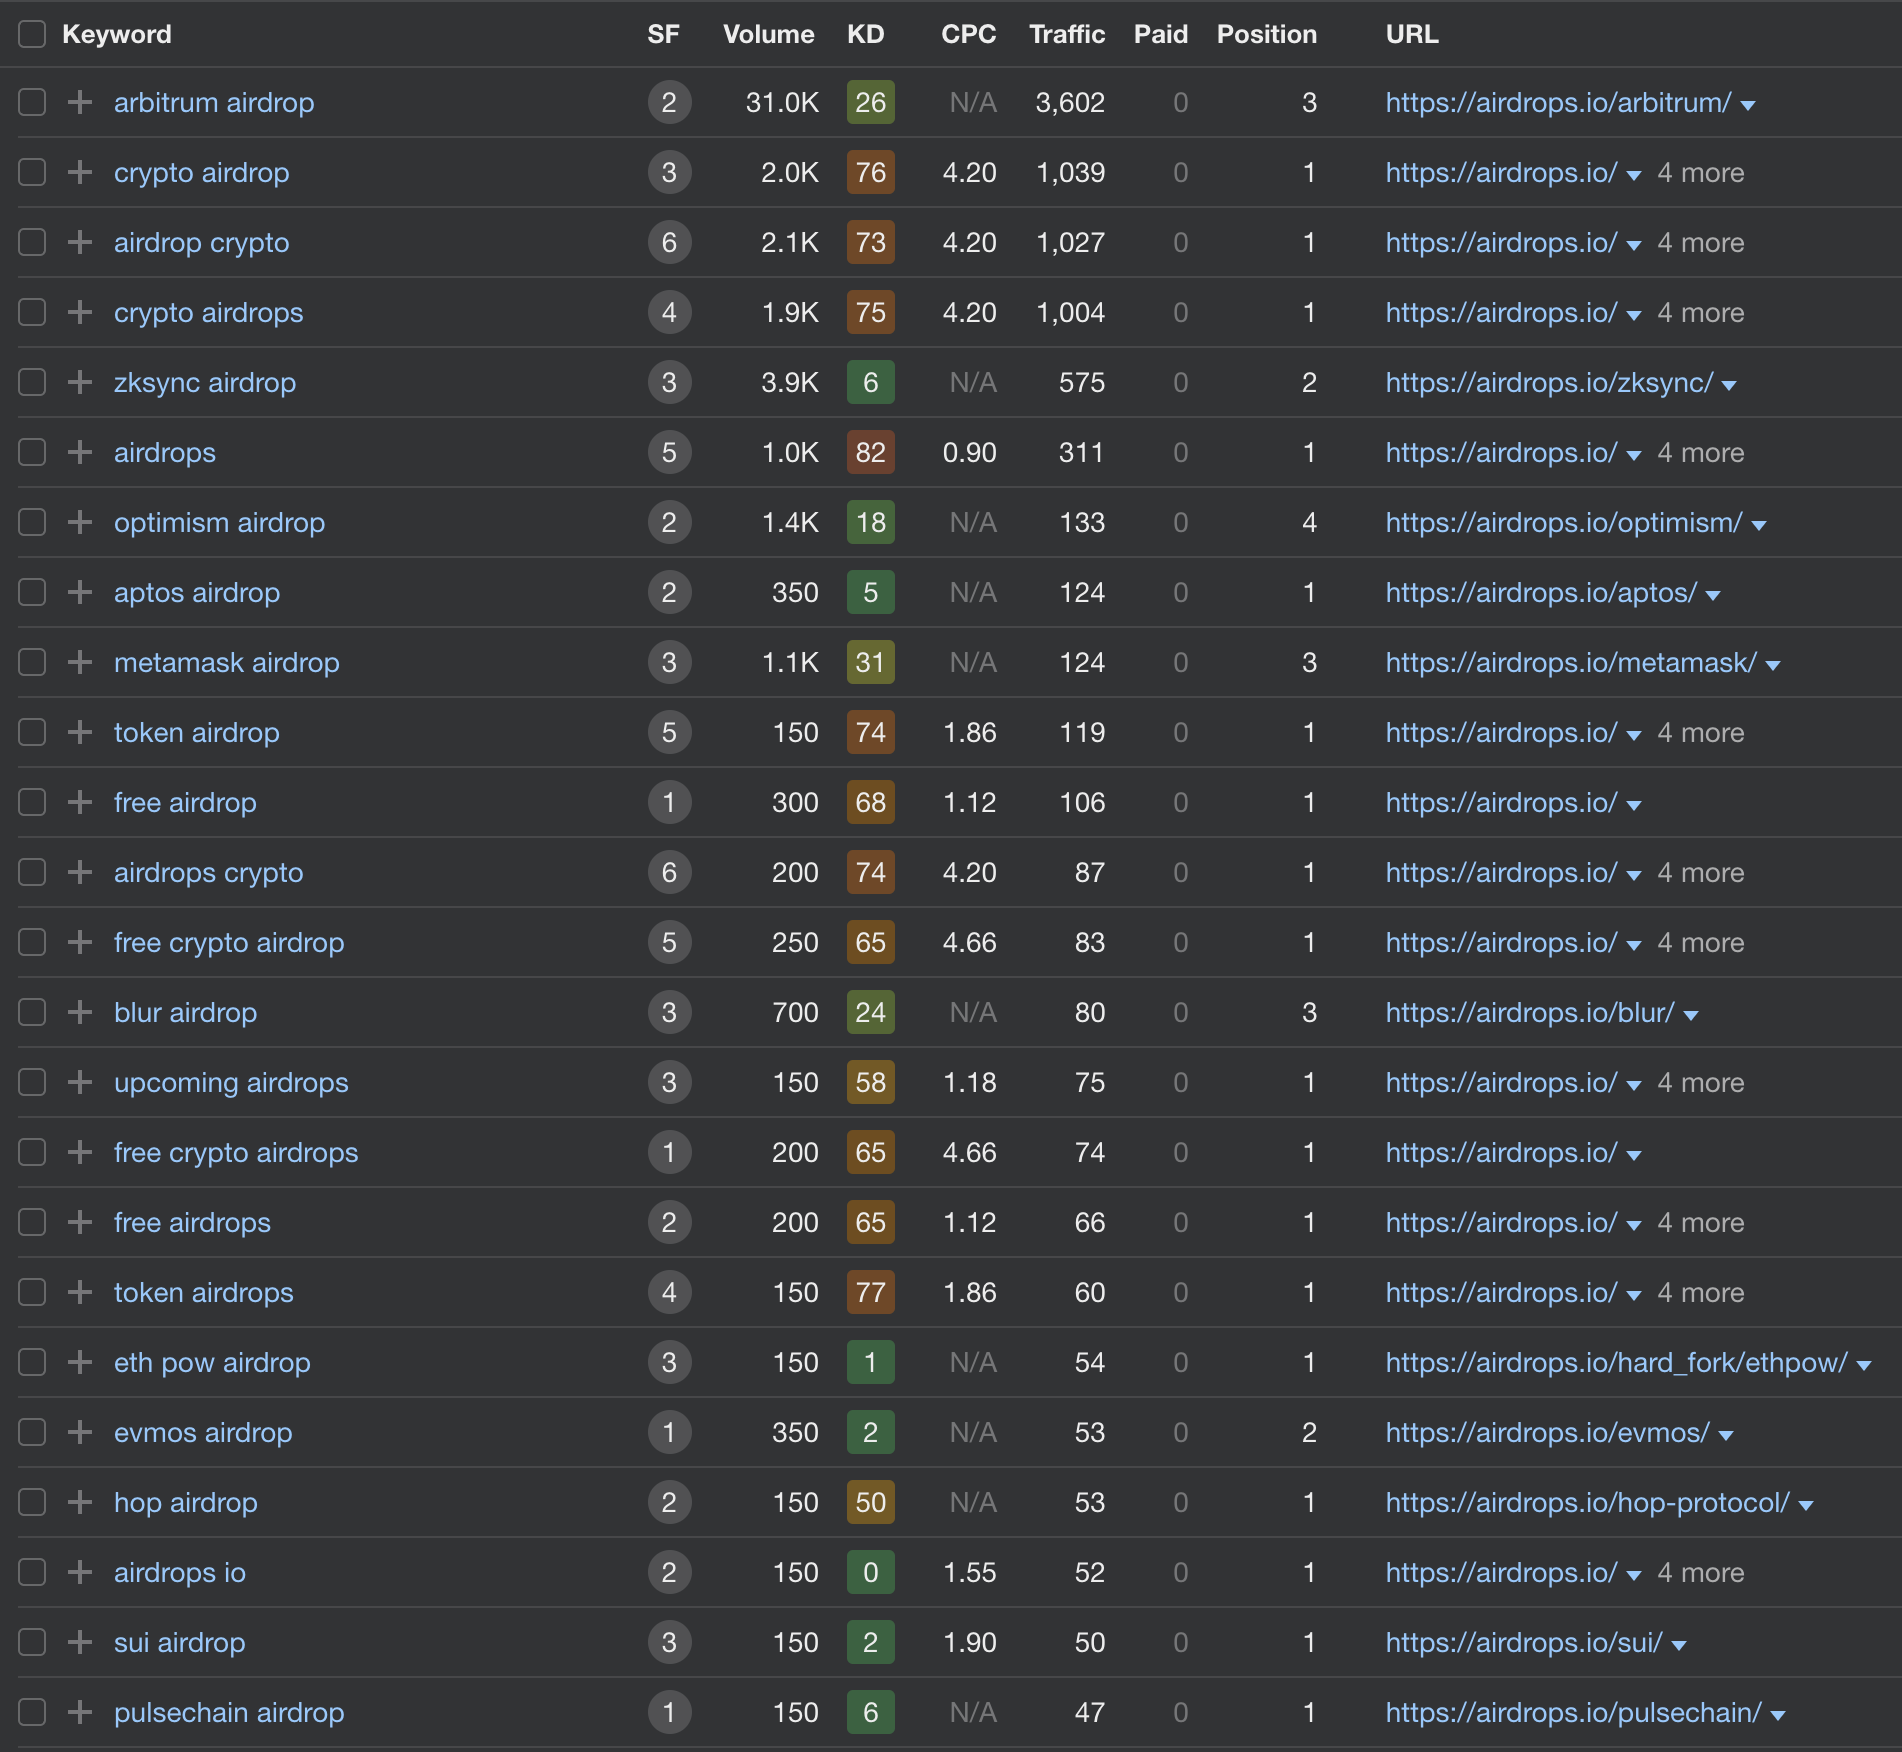 Keyword SF Volume KD CPC Traffic Paid Position URL
arbitrum airdrop 2 31.0K 26 N/A 3,602 0 3 https://airdrops.io/arbitrum/
crypto airdrop 3 2.0K 76 4.20 1,039 0 1 https://airdrops.io/ 4 more
airdrop crypto 6 2.1K 73 4.20 1,027 0 1 https://airdrops.io/ 4 more
crypto airdrops 4 1.9K 75 4.20 1,004 0 1 https://airdrops.io/ 4 more
zksync airdrop 3 3.9K 6 N/A 575 0 2 https://airdrops.io/zksync/
airdrops 5 1.0K 82 0.90 311 0 1 https://airdrops.io/ 4 more
optimism airdrop 2 1.4K 18 N/A 133 0 4 https://airdrops.io/optimism/
aptos airdrop 2 350 5 N/A 124 0 1 https://airdrops.io/aptos/
metamask airdrop 3 1.1K 31 N/A 124 0 3 https://airdrops.io/metamask/
token airdrop 5 150 74 1.86 119 0 1 https://airdrops.io/ 4 more
free airdrop 1 300 68 1.12 106 0 1 https://airdrops.io/
airdrops crypto 6 200 74 4.20 87 0 1 https://airdrops.io/ 4 more
free crypto airdrop 5 250 65 4.66 83 0 1 https://airdrops.io/ 4 more
blur airdrop 3 700 24 N/A 80 0 3 https://airdrops.io/blur/
upcoming airdrops 3 150 58 1.18 75 0 1 https://airdrops.io/ 4 more
free crypto airdrops 1 200 65 4.66 74 0 1 https://airdrops.io/
free airdrops 2 200 65 1.12 66 0 1 https://airdrops.io/ 4 more
token airdrops 4 150 77 1.86 60 0 1 https://airdrops.io/ 4 more
eth pow airdrop 3 150 1 N/A 54 0 1 https://airdrops.io/hard_fork/ethpow/
evmos airdrop 1 350 2 N/A 53 0 2 https://airdrops.io/evmos/
hop airdrop 2 150 50 N/A 53 0 1 https://airdrops.io/hop-protocol/
airdrops io 2 150 0 1.55 52 0 1 https://airdrops.io/ 4 more
sui airdrop 3 150 2 1.90 50 0 1 https://airdrops.io/sui/
pulsechain airdrop 1 150 6 N/A 47 0 1 https://airdrops.io/pulsechain/